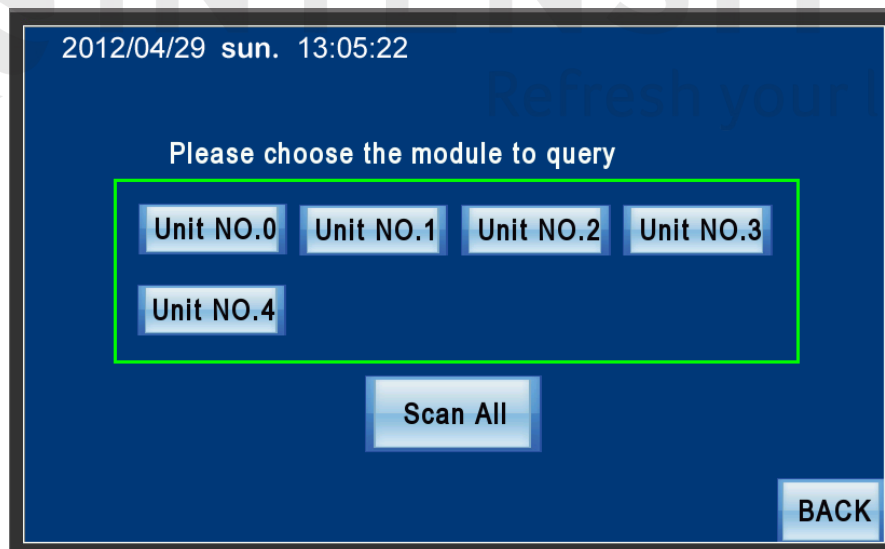 2012/04/29 sun. 13:05:22
Refresh your
Please choose the module to query
Unit NO.0 Unit NO.1 Unit NO.2 Unit NO.3
Unit NO.4
Scan All
BACK